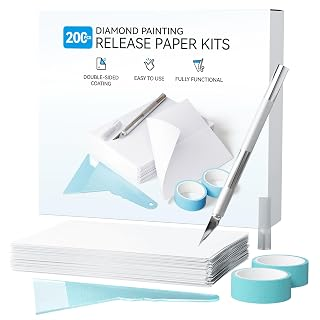 200PCS
DIAMOND PAINTING
RELEASE PAPER KITS
DOUBLE-SIDED
COATING
EASY TO USE
FULLY FUNCTIONAL